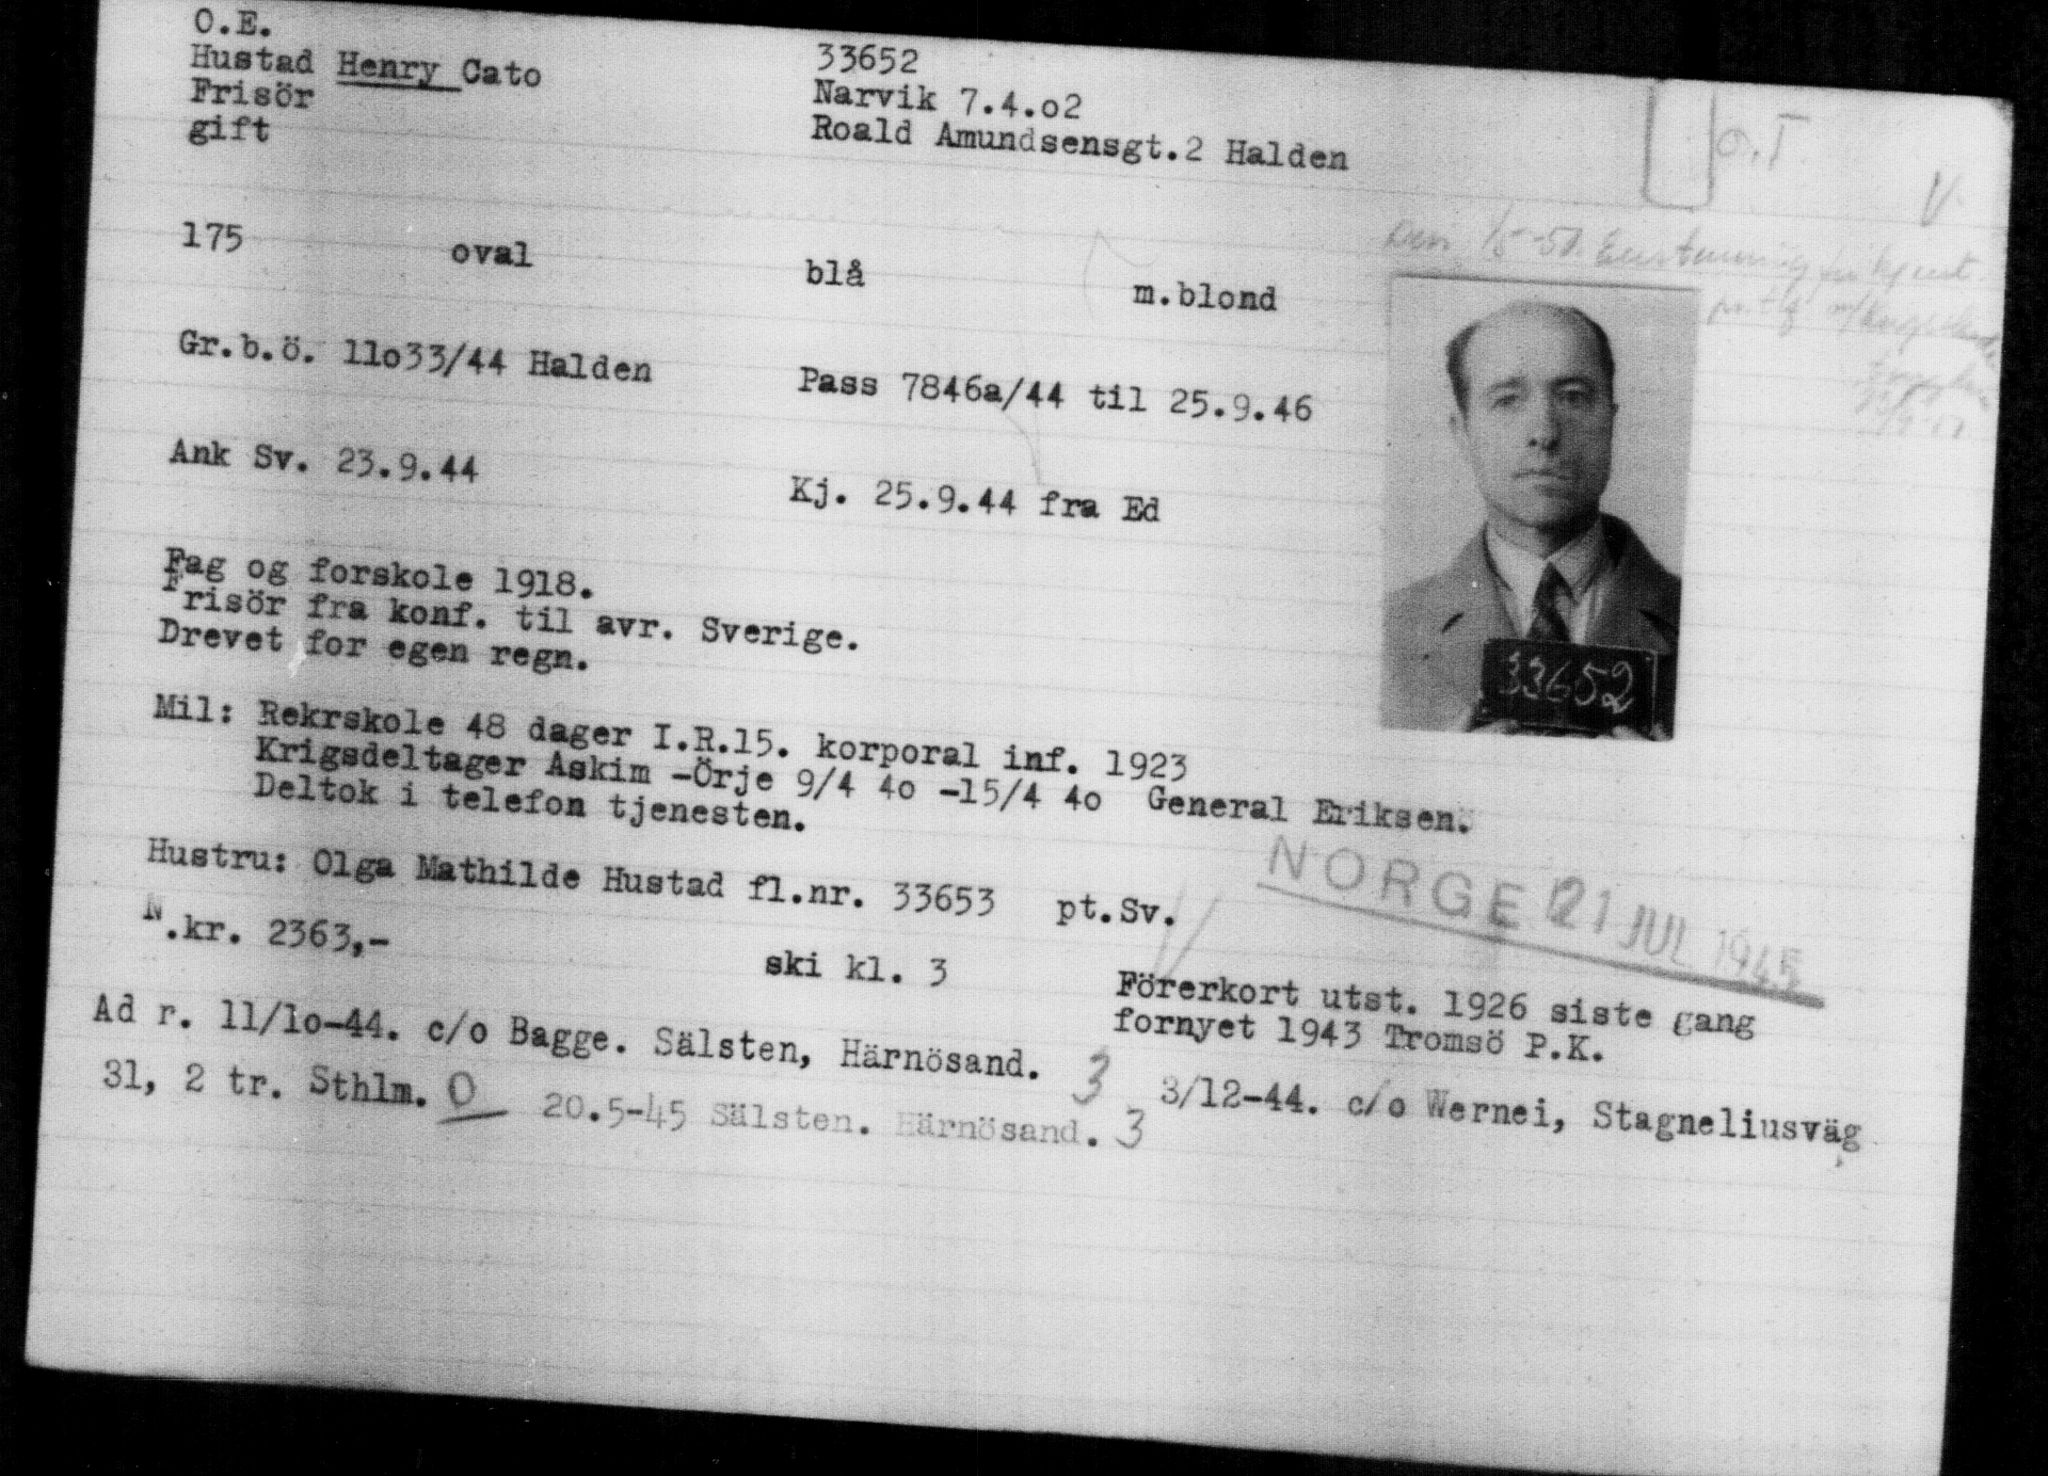 O.E.
Hustad Henry Cato 33652
Frisör Narvik 7.4.o2
gift Roald Amundsensgt.2 Halden
O.T
V
175 oval blå m.blond
Gr.b.ö. 11o33/44 Halden Pass 7846a/44 til 25.9.46
Ank Sv. 23.9.44 Kj. 25.9.44 fra Ed
Fag og forskole 1918.
Frisör fra konf. til avr. Sverige.
Drevet for egen regn.
33652
Mil: Rekrskole 48 dager I.R.15. korporal inf. 1923
Krigsdeltager Askim -Örje 9/4 4o -15/4 4o General Eriksen.
Deltok i telefon tjenesten.
Hustru: Olga Mathilde Hustad fl.nr. 33653 pt.Sv.
NORGE 21 JUL 1945
N.kr. 2363,- ski kl. 3 Förerkort utst. 1926 siste gang
fornyet 1943 Tromsö P.K.
Ad r. 11/1o-44. c/o Bagge. Sälsten, Härnösand. 3 3/12-44. c/o Wernei, Stagneliusväg
31, 2 tr. Sthlm. O 20.5-45 Sälsten. Härnösand. 3